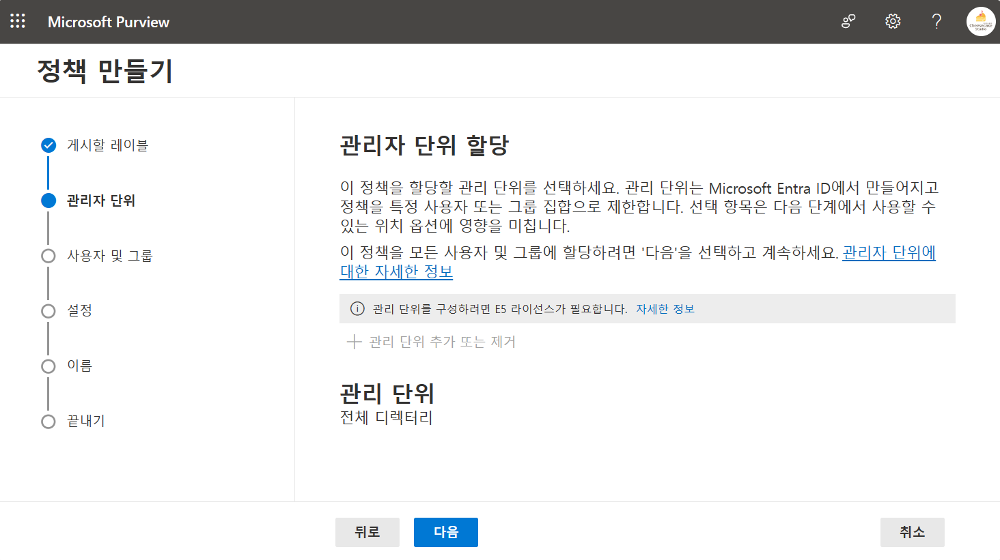 Microsoft Purview
Cheesecake
Studio
정책 만들기
게시할 레이블
관리자 단위
사용자 및 그룹
설정
이름
끝내기
관리자 단위 할당
이 정책을 할당할 관리 단위를 선택하세요. 관리 단위는 Microsoft Entra ID에서 만들어지고
정책을 특정 사용자 또는 그룹 집합으로 제한합니다. 선택 항목은 다음 단계에서 사용할 수
있는 위치 옵션에 영향을 미칩니다.
이 정책을 모든 사용자 및 그룹에 할당하려면 '다음'을 선택하고 계속하세요. 관리자 단위에
대한 자세한 정보
관리 단위를 구성하려면 E5 라이선스가 필요합니다. 자세한 정보
관리 단위 추가 또는 제거
관리 단위
전체 디렉터리
뒤로
다음
취소